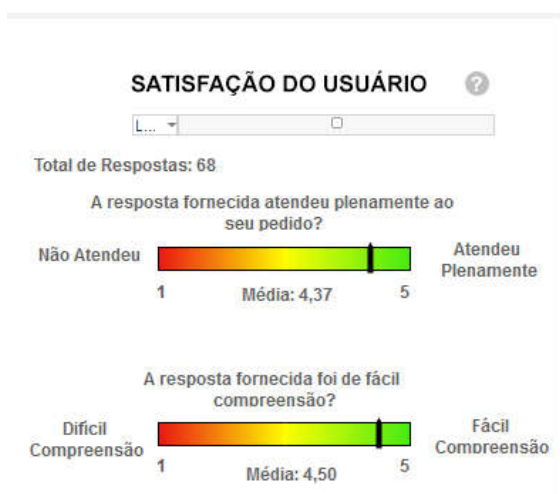 SATISFAÇÃO DO USUÁRIO ?
L...
Total de Respostas: 68
A resposta fornecida atendeu plenamente ao
seu pedido?
Não Atendeu
Atendeu
Plenamente
1 Média: 4,37 5
A resposta fornecida foi de fácil
compreensão?
Difícil
Compreensão
Fácil
Compreensão
1 Média: 4,50 5